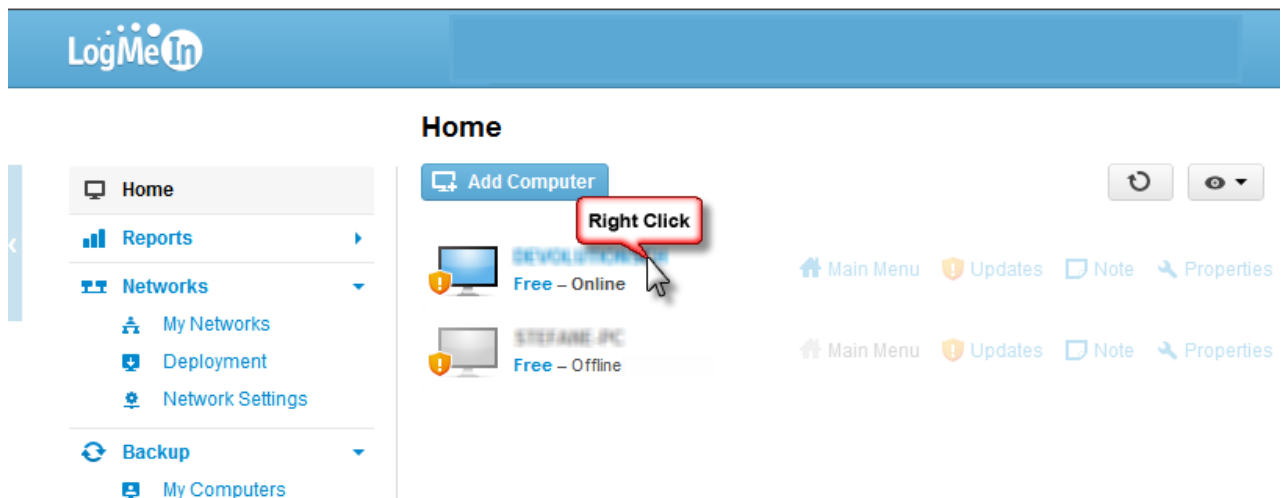 LogMeIn
Home
Home
Add Computer
Right Click
Reports
Free – Online
Main Menu
Updates
Note
Properties
Networks
My Networks
Free – Offline
Main Menu
Updates
Note
Properties
Deployment
Network Settings
Backup
My Computers